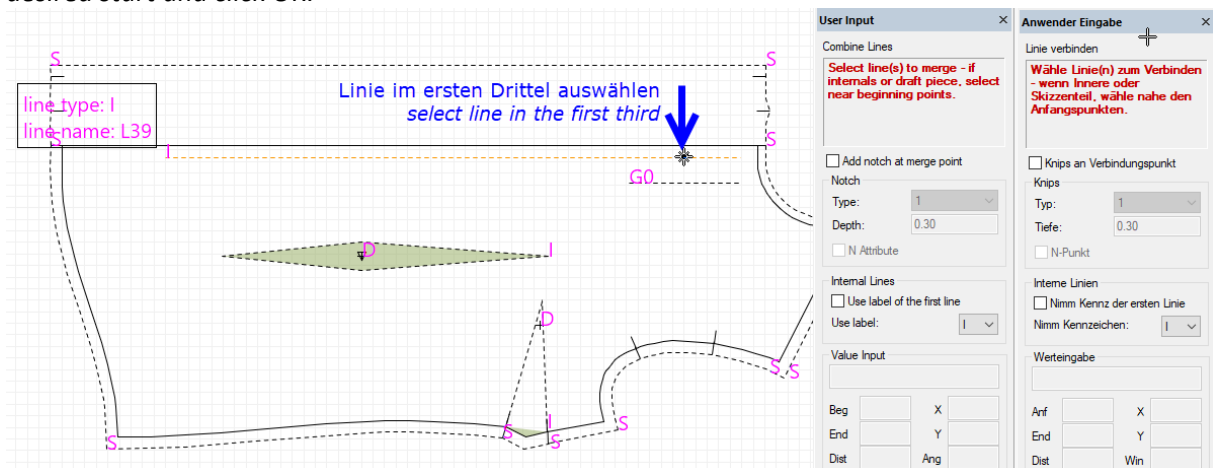 desired start and click OK.
S
S
line type: I
line-name: L39
S
S
I
G0
Linie im ersten Drittel auswählen
select line in the first third
D
I
D
S
I
S
S
S
S
S
User Input ×
Combine Lines
Select line(s) to merge - if
internals or draft piece, select
near beginning points.
Add notch at merge point
Notch
Type: 1
Depth: 0.30
N Attribute
Internal Lines
Use label of the first line
Use label: I
Value Input
Beg X
End Y
Dist Ang
Anwender Eingabe ×
Linie verbinden
Wähle Linie(n) zum Verbinden
- wenn Innere oder
Skizzenteil, wähle nahe den
Anfangspunkten.
Knips an Verbindungspunkt
Knips
Typ: 1
Tiefe: 0.30
N-Punkt
Interne Linien
Nimm Kennz der ersten Linie
Nimm Kennzeichen: I
Werteingabe
Anf X
End Y
Dist Win